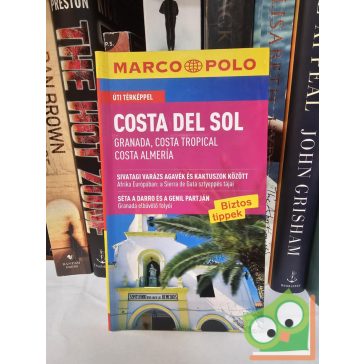 PRESTON
DAN BROWN
THE HOT ZONE
BANTAM
MARCO POLO
ÚTI TÉRKÉPPEL
COSTA DEL SOL
GRANADA, COSTA TROPICAL
COSTA ALMERÍA
SIVATAGI VARÁZS AGAVÉK ÉS KAKTUSZOK KÖZÖTT
Afrika Európában: a Sierra de Gata sztyeppés tájai
SÉTA A DARRO ÉS A GENIL PARTJÁN
Granada elbűvölő folyói
Biztos
tippek
APPEAL
JOHN GRISHAM